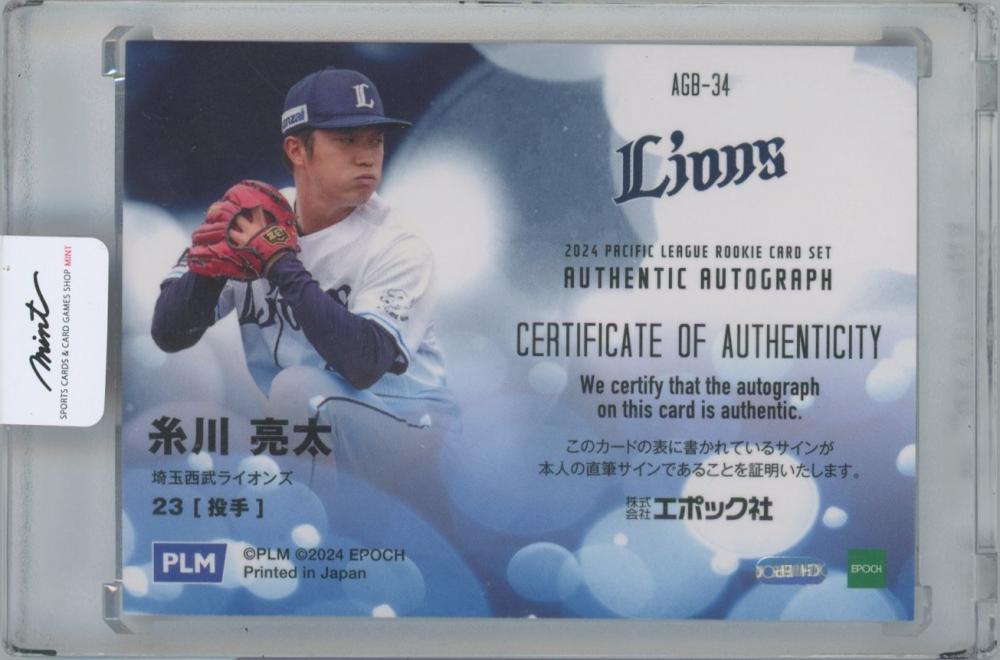 AGB-34
L
Lions
2024 PACIFIC LEAGUE ROOKIE CARD SET
AUTHENTIC AUTOGRAPH
CERTIFICATE OF AUTHENTICITY
We certify that the autograph
on this card is authentic.
このカードの表に書かれているサインが
本人の直筆サインであることを証明いたします。
株式会社エポック社
EPOCH
糸川 亮太
埼玉西武ライオンズ
23 [ 投手 ]
PLM
©PLM ©2024 EPOCH
Printed in Japan
mint
SPORTS CARDS & CARD GAMES SHOP MINT